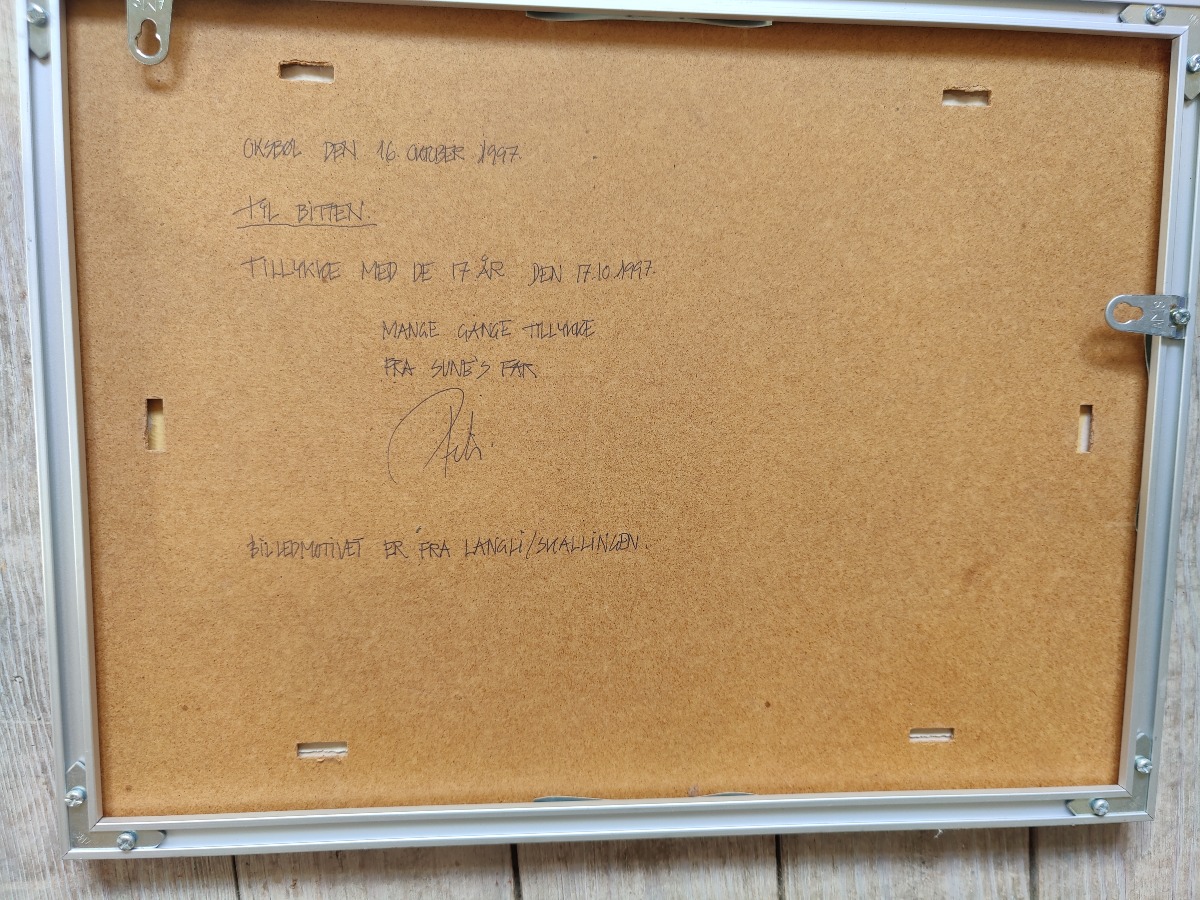 OKSBØL DEN 16. OKTOBER 1997.
TIL BITTEN.
TILLYKKE MED DE 17 ÅR DEN 17.10.1997.
MANGE GANGE TILLYKKE
FRA SUNE'S FAR
BILLEDMOTIVET ER FRA LANGLI/SKALLINGEN.